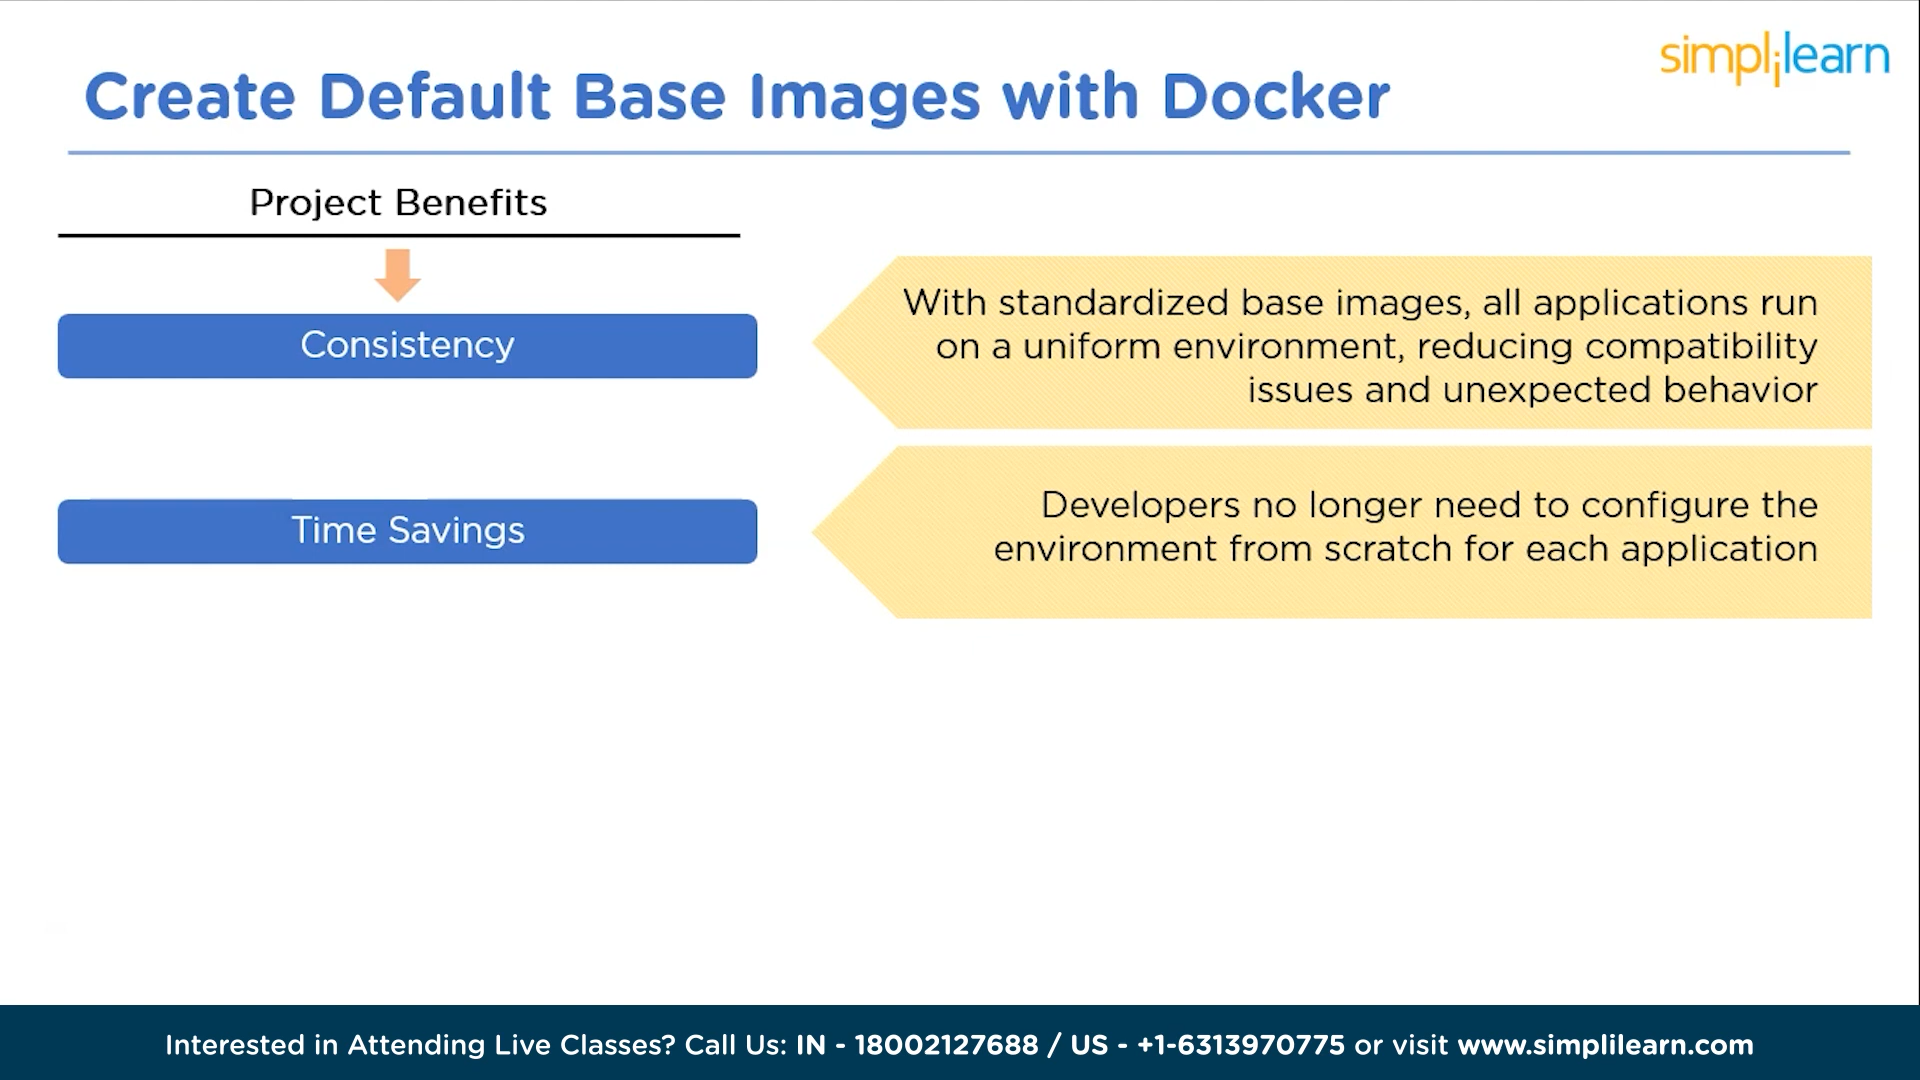 simplilearn
Create Default Base Images with Docker
Project Benefits
Consistency
With standardized base images, all applications run
on a uniform environment, reducing compatibility
issues and unexpected behavior
Time Savings
Developers no longer need to configure the
environment from scratch for each application
Interested in Attending Live Classes? Call Us: IN - 18002127688 / US - +1-6313970775 or visit www.simplilearn.com